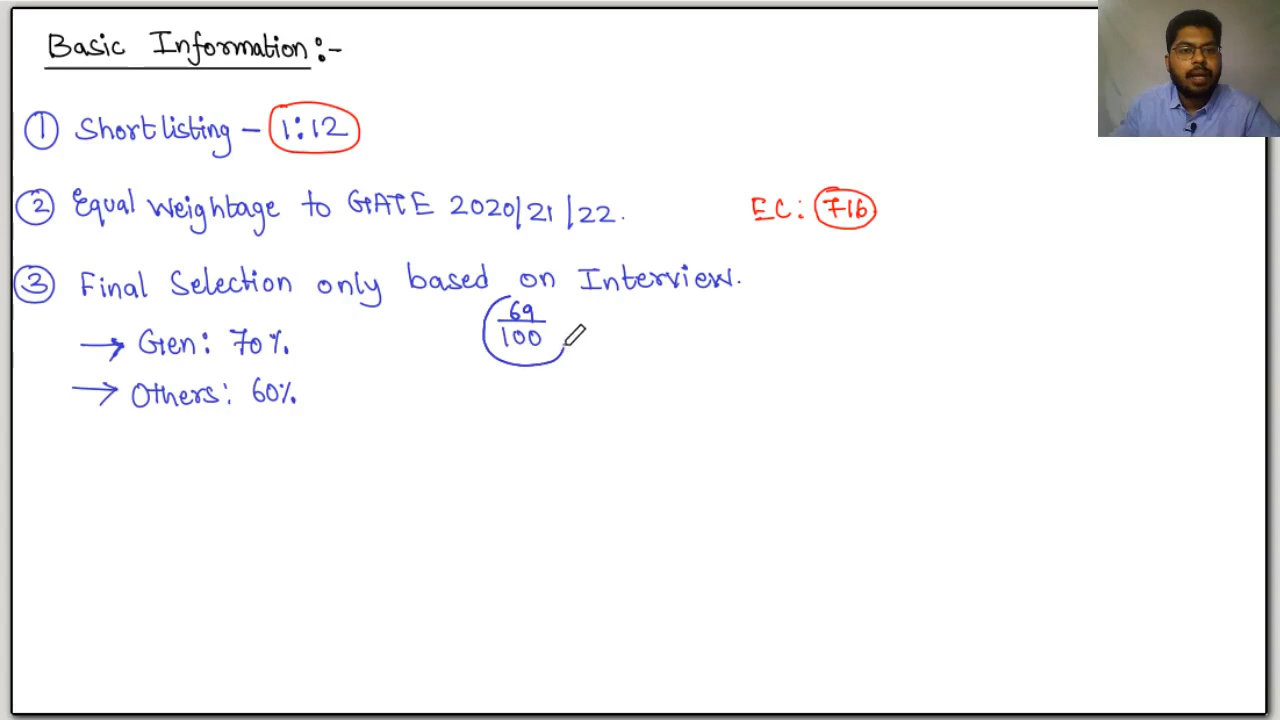 Basic Information:-
① Shortlisting - 1:12
② Equal Weightage to GATE 2020/21/22. EC: 716
③ Final Selection only based on Interview.
→ Gen: 70% 69/100
→ Others: 60%